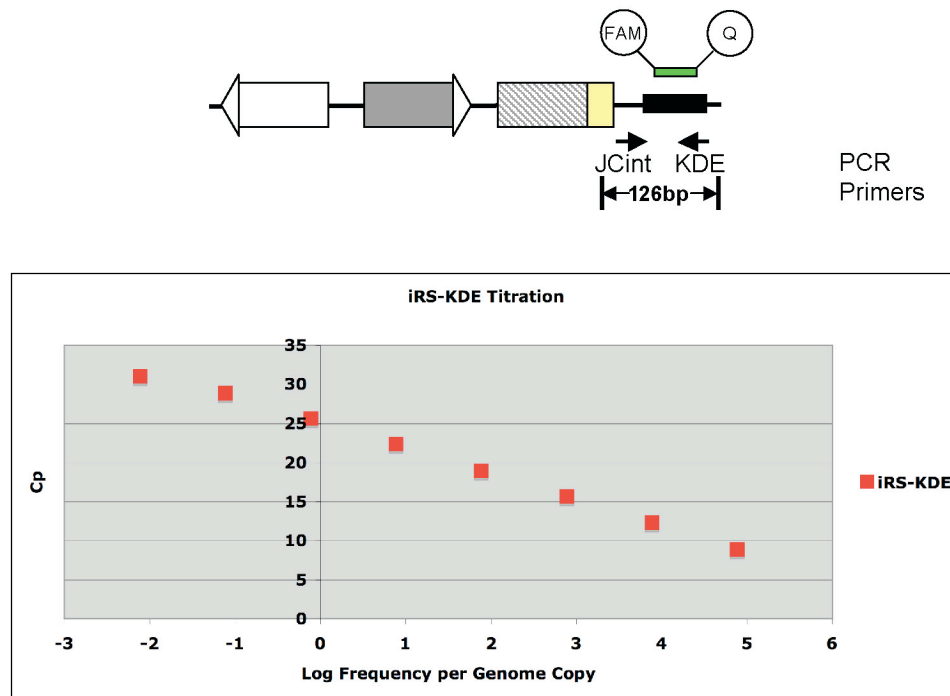 FAM Q
JCint KDE PCR
126bp Primers
iRS-KDE Titration
35
30
25
20
15
10
5
0
-3 -2 -1 0 1 2 3 4 5 6
Cp
Log Frequency per Genome Copy
iRS-KDE